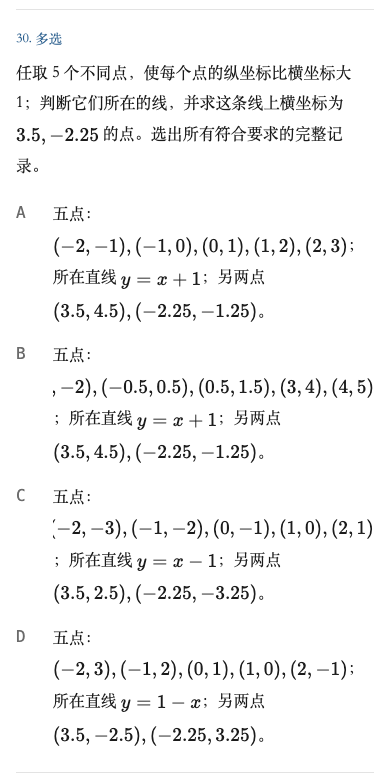 30. 多选
任取 5 个不同点，使每个点的纵坐标比横坐标大
1；判断它们所在的线，并求这条线上横坐标为
3.5, −2.25 的点。选出所有符合要求的完整记
录。
A 五点：
(−2, −1), (−1, 0), (0, 1), (1, 2), (2, 3)；
所在直线 y = x + 1；另两点
(3.5, 4.5), (−2.25, −1.25)。
B 五点：
, −2), (−0.5, 0.5), (0.5, 1.5), (3, 4), (4, 5)
；所在直线 y = x + 1；另两点
(3.5, 4.5), (−2.25, −1.25)。
C 五点：
(−2, −3), (−1, −2), (0, −1), (1, 0), (2, 1)
；所在直线 y = x − 1；另两点
(3.5, 2.5), (−2.25, −3.25)。
D 五点：
(−2, 3), (−1, 2), (0, 1), (1, 0), (2, −1)；
所在直线 y = 1 − x；另两点
(3.5, −2.5), (−2.25, 3.25)。